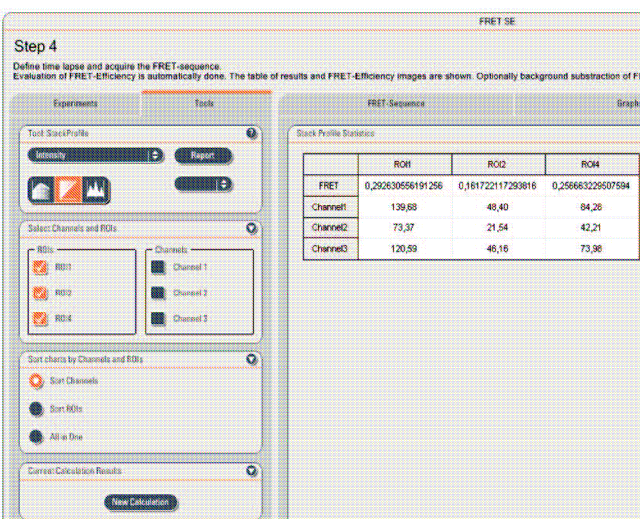 FRET SE
Step 4
Define time lapse and acquire the FRET-sequence.
Evaluation of FRET-Efficiency is automatically done. The table of results and FRET-Efficiency images are shown. Optionally background substraction of F
Experiments
Tools
FRET-Sequence
Graph
Tool: StackProfile
Intensity
Report
Select Channels and ROIs
ROIs
Channels
ROI1
Channel 1
ROI2
Channel 2
ROI4
Channel 3
Sort charts by Channels and ROIs
Sort Channels
Sort ROIs
All in One
Current Calculation Results
New Calculation
Stack Profile Statistics
ROI1 ROI2 ROI4
FRET 0,292630556191256 0,161722117293816 0,256663229507594
Channel1 139,68 48,40 84,28
Channel2 73,37 21,54 42,21
Channel3 120,59 46,16 73,98